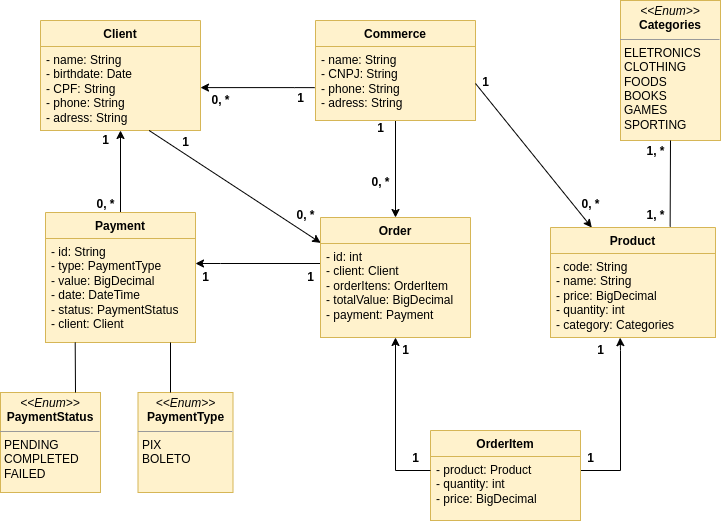 Client
- name: String
- birthdate: Date
- CPF: String
- phone: String
- adress: String
Commerce
- name: String
- CNPJ: String
- phone: String
- adress: String
<<Enum>>
Categories
ELETRONICS
CLOTHING
FOODS
BOOKS
GAMES
SPORTING
0, *
1
1
1
1
1
0, *
0, *
0, *
0, *
1, *
1, *
Payment
- id: String
- type: PaymentType
- value: BigDecimal
- date: DateTime
- status: PaymentStatus
- client: Client
Order
- id: int
- client: Client
- orderItens: OrderItem
- totalValue: BigDecimal
- payment: Payment
Product
- code: String
- name: String
- price: BigDecimal
- quantity: int
- category: Categories
1
1
1
1
1
1
<<Enum>>
PaymentStatus
PENDING
COMPLETED
FAILED
<<Enum>>
PaymentType
PIX
BOLETO
OrderItem
- product: Product
- quantity: int
- price: BigDecimal